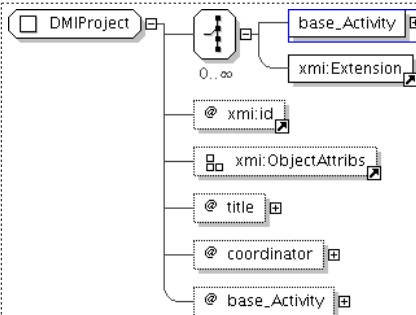 DMIProject
base_Activity
0..∞
xmi:Extension
@ xmi:id
xmi:ObjectAttribs
@ title
@ coordinator
@ base_Activity